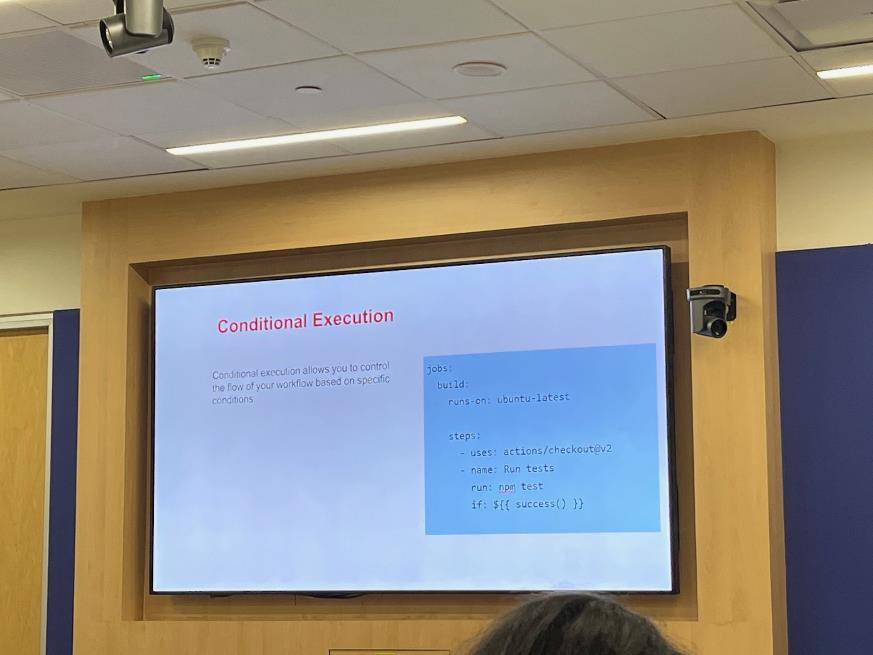 Conditional Execution
Conditional execution allows you to control
the flow of your workflow based on specific
conditions.
jobs:
build:
runs-on: ubuntu-latest
steps:
- uses: actions/checkout@v2
- name: Run tests
run: npm test
if: ${{ success() }}